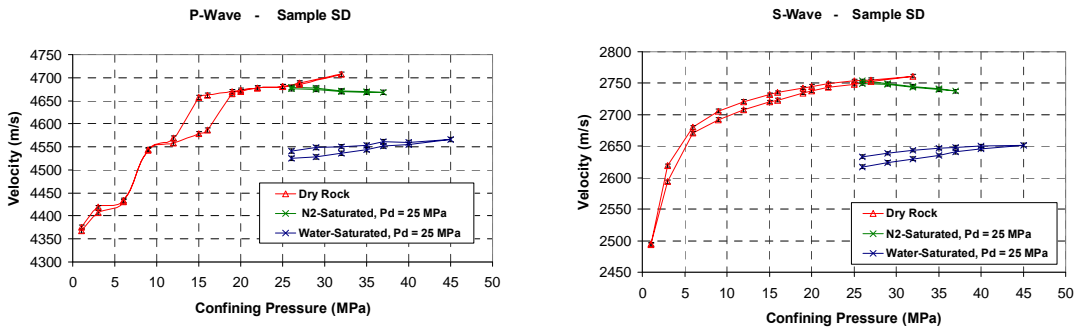 P-Wave - Sample SD
4750
4700
4650
4600
4550
4500
4450
4400
4350
4300
Velocity (m/s)
Dry Rock
N2-Saturated, Pd = 25 MPa
Water-Saturated, Pd = 25 MPa
0 5 10 15 20 25 30 35 40 45 50
Confining Pressure (MPa)
S-Wave - Sample SD
2800
2750
2700
2650
2600
2550
2500
2450
Velocity (m/s)
Dry Rock
N2-Saturated, Pd = 25 MPa
Water-Saturated, Pd = 25 MPa
0 5 10 15 20 25 30 35 40 45 50
Confining Pressure (MPa)